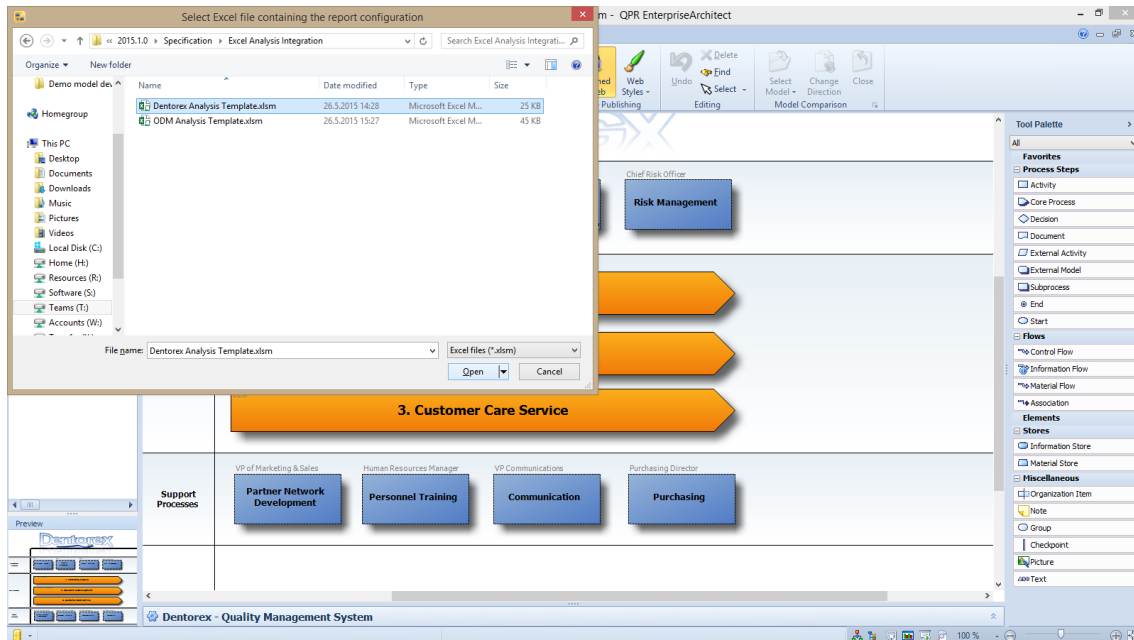 Select Excel file containing the report configuration
m - QPR EnterpriseArchitect
« 2015.1.0 Specification Excel Analysis Integration
Search Excel Analysis Integrati...
Organize
New folder
Demo model dev
Homegroup
This PC
Desktop
Documents
Downloads
Music
Pictures
Videos
Local Disk (C:)
Home (H:)
Resources (R:)
Software (S:)
Teams (T:)
Accounts (W:)
Name Date modified Type Size
Dentorex Analysis Template.xlsm 26.5.2015 14:28 Microsoft Excel M... 25 KB
ODM Analysis Template.xlsm 26.5.2015 15:27 Microsoft Excel M... 45 KB
File name: Dentorex Analysis Template.xlsm Excel files (*.xlsm)
Open Cancel
Web Styles
Publishing
Undo
Delete
Find
Select
Editing
Select Model
Change Direction
Close
Model Comparison
Chief Risk Officer
Risk Management
3. Customer Care Service
Support Processes
VP of Marketing & Sales
Partner Network Development
Human Resources Manager
Personnel Training
VP Communications
Communication
Purchasing Director
Purchasing
Preview
Dentorex
Dentorex - Quality Management System
Tool Palette
All
Favorites
Process Steps
Activity
Core Process
Decision
Document
External Activity
External Model
Subprocess
End
Start
Flows
Control Flow
Information Flow
Material Flow
Association
Elements
Stores
Information Store
Material Store
Miscellaneous
Organization Item
Note
Group
Checkpoint
Picture
Text
100 %